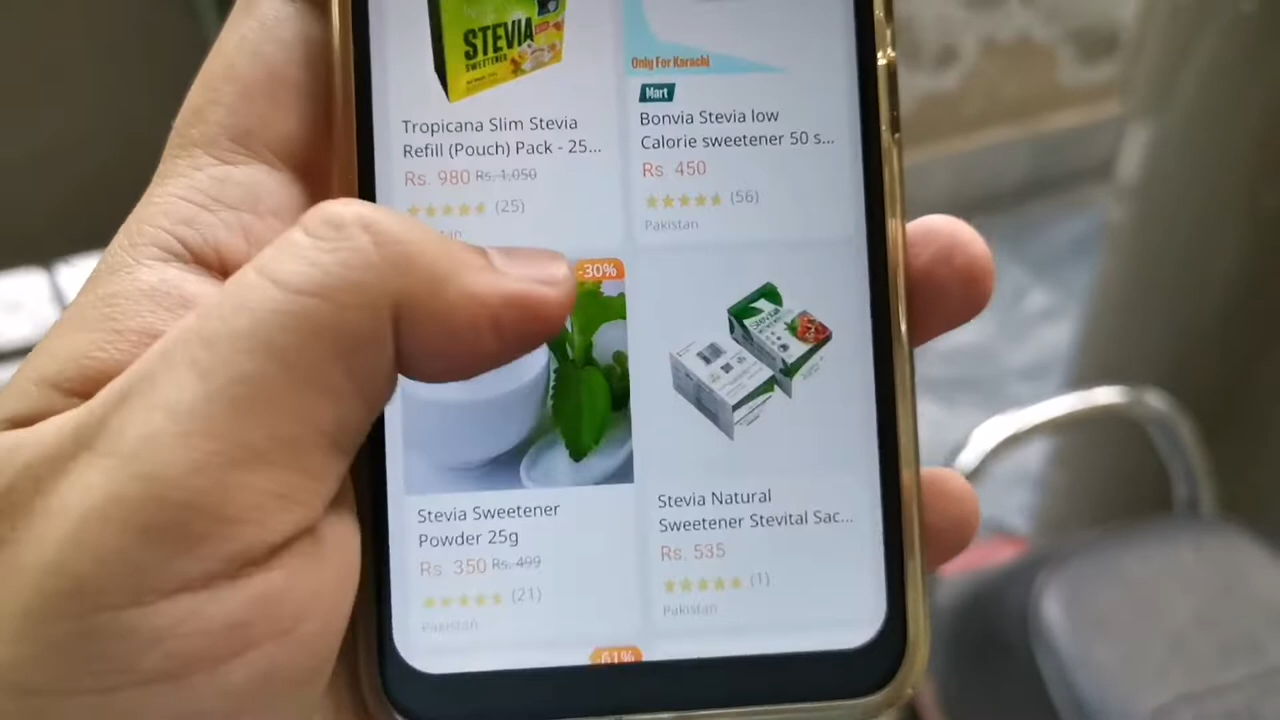 STEVIA
SWEETENER
Tropicana Slim Stevia
Refill (Pouch) Pack - 25...
Rs. 980 Rs. 1,050
(25)
Only For Karachi
Mart
Bonvia Stevia low
Calorie sweetener 50 s...
Rs. 450
(56)
Pakistan
-30%
Stevia Sweetener
Powder 25g
Rs. 350 Rs. 499
(21)
Pakistan
Stevia
Stevia Natural
Sweetener Stevital Sac...
Rs. 535
(1)
Pakistan
-61%